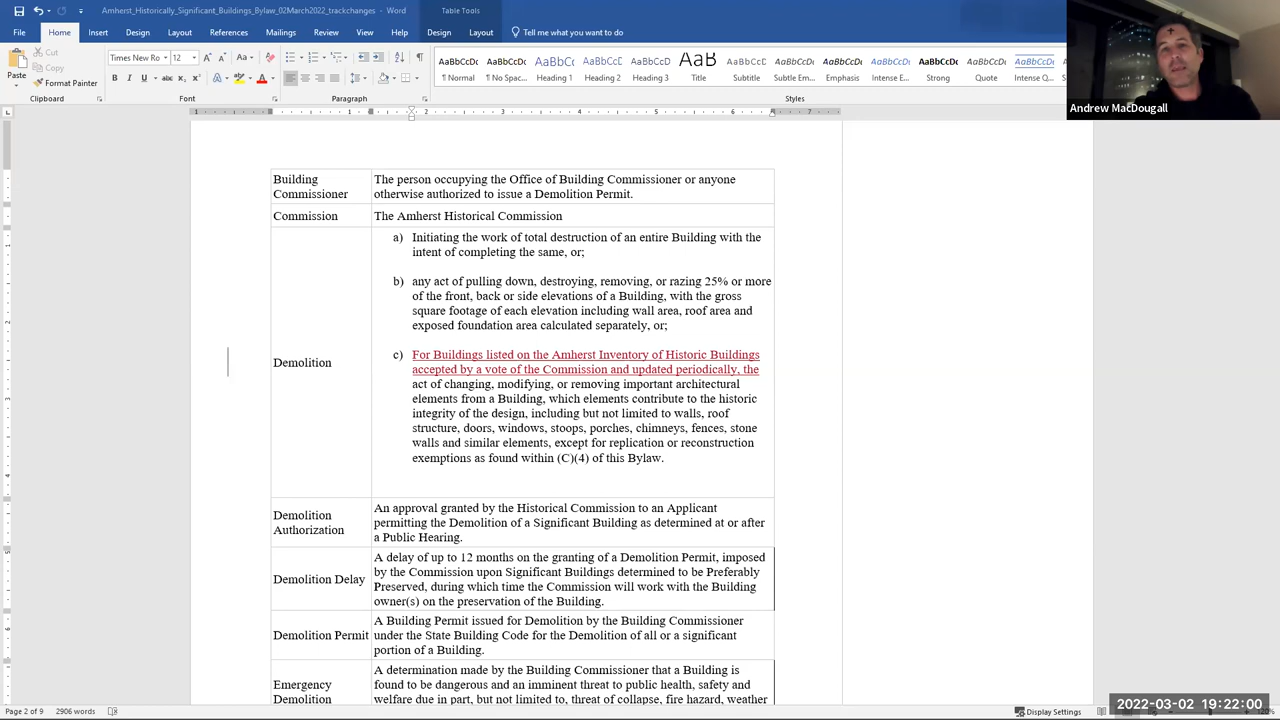 Amherst_Historically_Significant_Buildings_Bylaw_02March2022_trackchanges - Word
Table Tools
File Home Insert Design Layout References Mailings Review View Help Design Layout Tell me what you want to do
Paste
Cut
Copy
Format Painter
Clipboard
Times New Ro 12
Font
Paragraph
AaBbCcDc AaBbCcDc AaBbC AaBbCc AaBbCcD AaB AaBbCcD AaBbCcDc AaBbCcDc AaBbCcDc AaBbCcDc AaBbCcDc AaBbCcDc
¶ Normal ¶ No Spac... Heading 1 Heading 2 Heading 3 Title Subtitle Subtle Em... Emphasis Intense E... Strong Quote Intense Q...
Styles
Andrew MacDougall
Building
Commissioner
The person occupying the Office of Building Commissioner or anyone
otherwise authorized to issue a Demolition Permit.
Commission
The Amherst Historical Commission
Demolition
a) Initiating the work of total destruction of an entire Building with the
intent of completing the same, or;
b) any act of pulling down, destroying, removing, or razing 25% or more
of the front, back or side elevations of a Building, with the gross
square footage of each elevation including wall area, roof area and
exposed foundation area calculated separately, or;
c) For Buildings listed on the Amherst Inventory of Historic Buildings
accepted by a vote of the Commission and updated periodically, the
act of changing, modifying, or removing important architectural
elements from a Building, which elements contribute to the historic
integrity of the design, including but not limited to walls, roof
structure, doors, windows, stoops, porches, chimneys, fences, stone
walls and similar elements, except for replication or reconstruction
exemptions as found within (C)(4) of this Bylaw.
Demolition
Authorization
An approval granted by the Historical Commission to an Applicant
permitting the Demolition of a Significant Building as determined at or after
a Public Hearing.
Demolition Delay
A delay of up to 12 months on the granting of a Demolition Permit, imposed
by the Commission upon Significant Buildings determined to be Preferably
Preserved, during which time the Commission will work with the Building
owner(s) on the preservation of the Building.
Demolition Permit
A Building Permit issued for Demolition by the Building Commissioner
under the State Building Code for the Demolition of all or a significant
portion of a Building.
Emergency
Demolition
A determination made by the Building Commissioner that a Building is
found to be dangerous and an imminent threat to public health, safety and
welfare due in part, but not limited to, threat of collapse, fire hazard, weather
Page 2 of 9 2906 words
Display Settings
2022-03-02 19:22:00